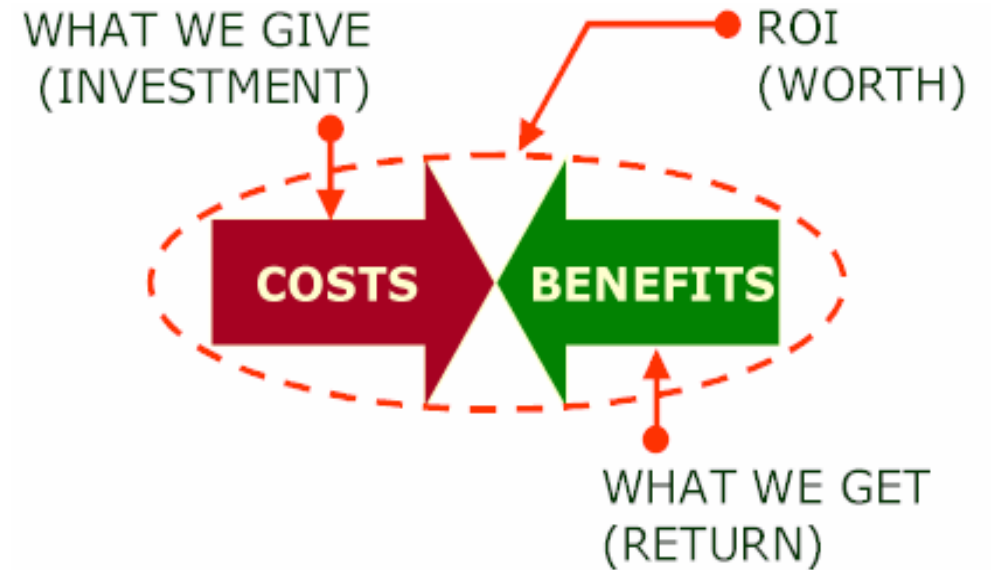 WHAT WE GIVE
(INVESTMENT)
ROI
(WORTH)
COSTS
BENEFITS
WHAT WE GET
(RETURN)